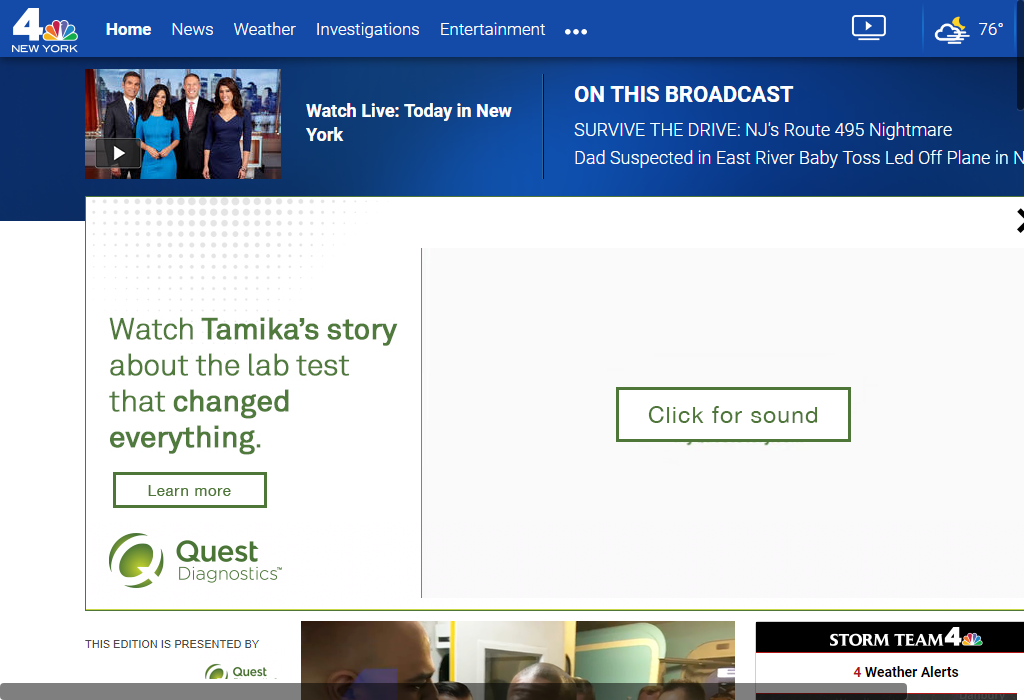 4
NEW YORK
Home News Weather Investigations Entertainment •••
76°
Watch Live: Today in New
York
ON THIS BROADCAST
SURVIVE THE DRIVE: NJ's Route 495 Nightmare
Dad Suspected in East River Baby Toss Led Off Plane in N
Watch Tamika's story
about the lab test
that changed
everything.
Click for sound
Learn more
Quest
Diagnostics™
THIS EDITION IS PRESENTED BY
Quest
STORM TEAM 4
4 Weather Alerts